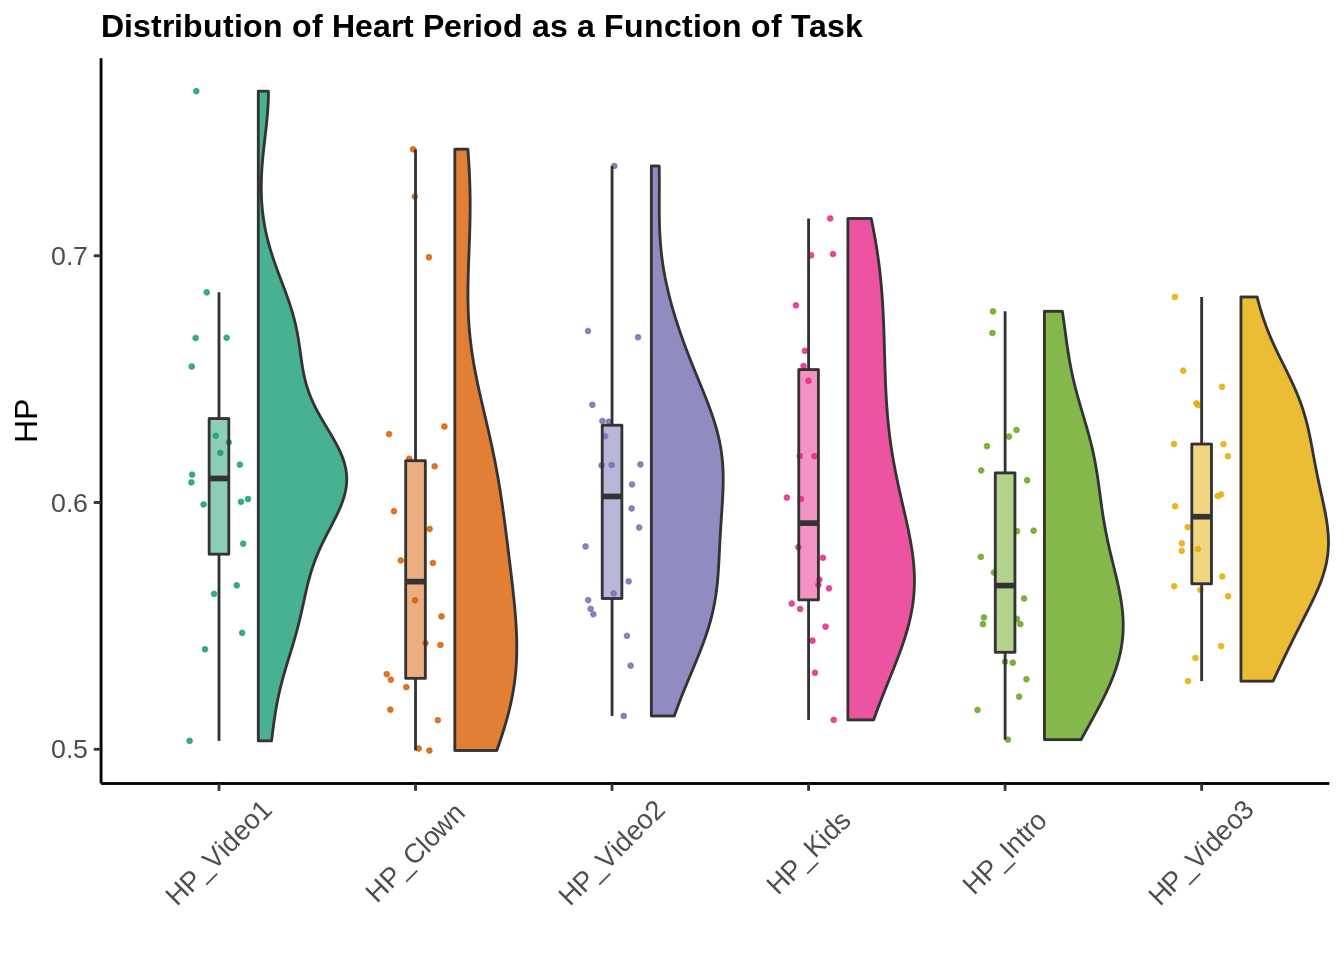 Distribution of Heart Period as a Function of Task
HP
0.7
0.6
0.5
HP_Video1
HP_Clown
HP_Video2
HP_Kids
HP_Intro
HP_Video3